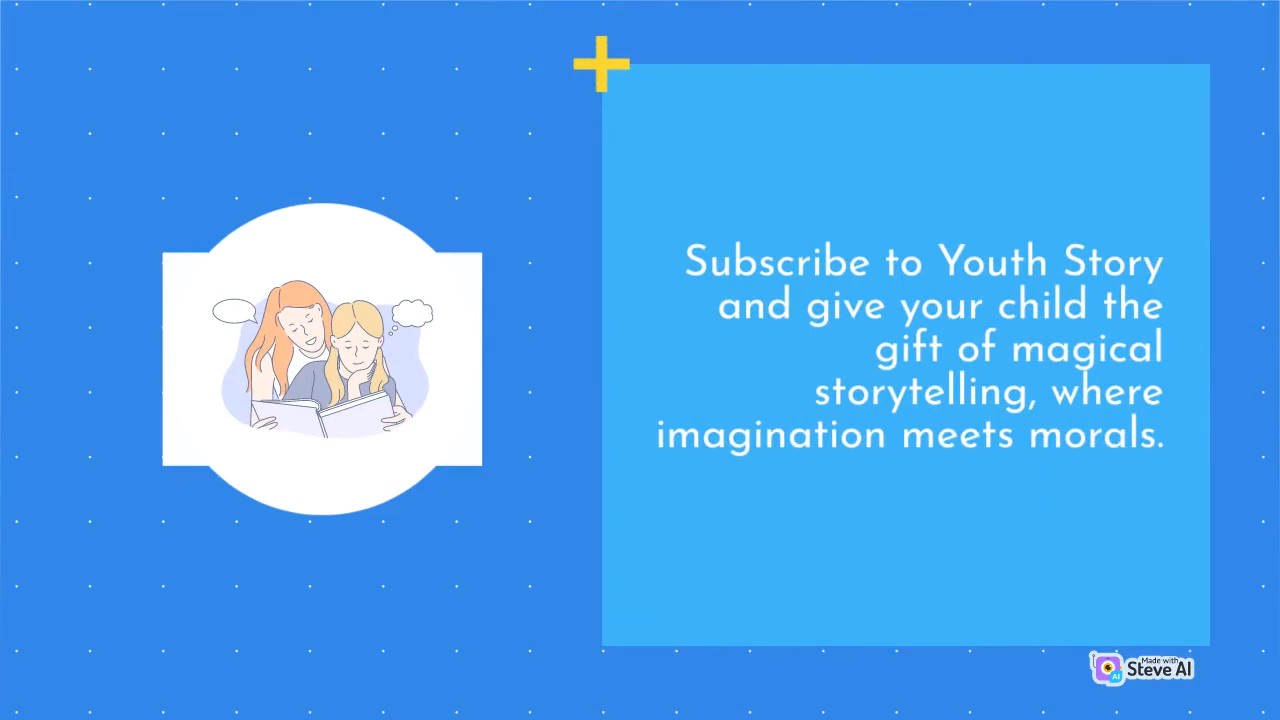 Subscribe to Youth Story
and give your child the
gift of magical
storytelling, where
imagination meets morals.
Made with
Steve AI
AI